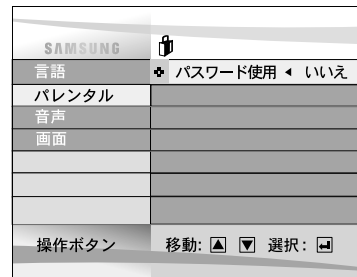 SAMSUNG
言語
パスワード使用 ◀ いいえ
パレンタル
音声
画面
操作ボタン 移動: ▲ ▼ 選択: ↵